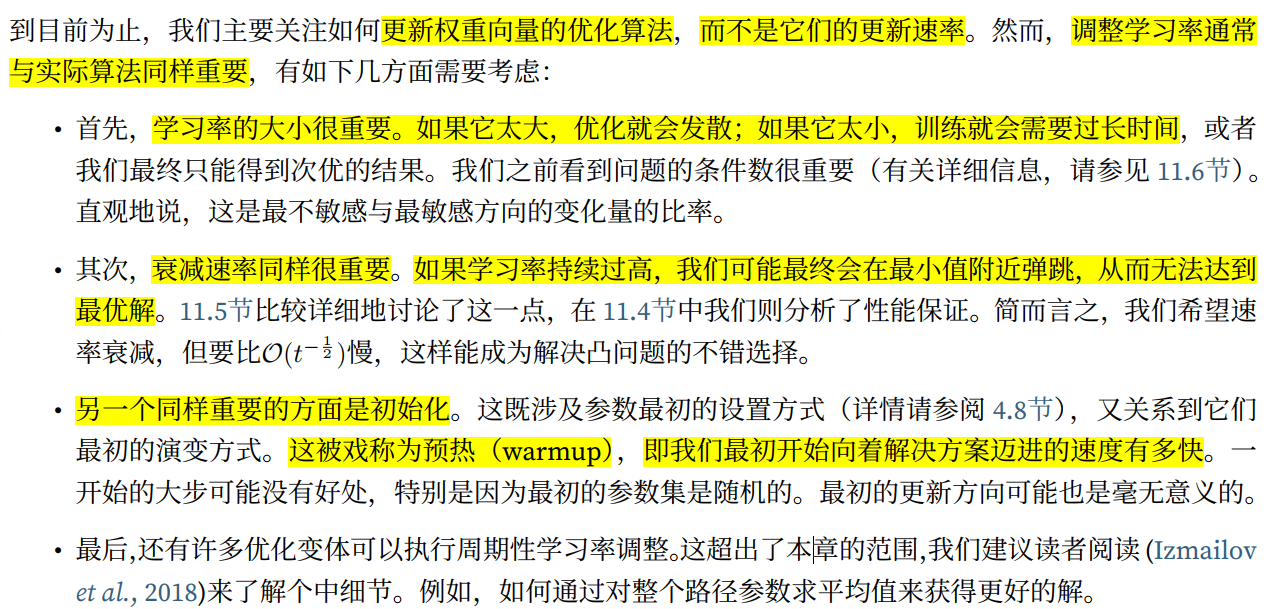 到目前为止，我们主要关注如何更新权重向量的优化算法，而不是它们的更新速率。然而，调整学习率通常
与实际算法同样重要，有如下几方面需要考虑：
• 首先，学习率的大小很重要。如果它太大，优化就会发散；如果它太小，训练就会需要过长时间，或者
我们最终只能得到次优的结果。我们之前看到问题的条件数很重要（有关详细信息，请参见 11.6节）。
直观地说，这是最不敏感与最敏感方向的变化量的比率。
• 其次，衰减速率同样很重要。如果学习率持续过高，我们可能最终会在最小值附近弹跳，从而无法达到
最优解。11.5节比较详细地讨论了这一点，在 11.4节中我们则分析了性能保证。简而言之，我们希望速
率衰减，但要比𝒪(t^{-1/2})慢，这样能成为解决凸问题的不错选择。
• 另一个同样重要的方面是初始化。这既涉及参数最初的设置方式（详情请参阅 4.8节），又关系到它们
最初的演变方式。这被戏称为预热（warmup），即我们最初开始向着解决方案迈进的速度有多快。一
开始的大步可能没有好处，特别是因为最初的参数集是随机的。最初的更新方向可能也是毫无意义的。
• 最后，还有许多优化变体可以执行周期性学习率调整。这超出了本章的范围，我们建议读者阅读 (Izmailov
et al., 2018)来了解个中细节。例如，如何通过对整个路径参数求平均值来获得更好的解。